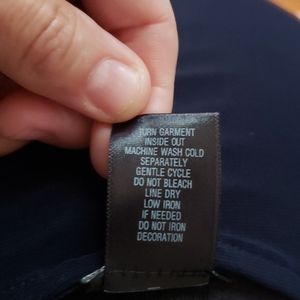 TURN GARMENT
INSIDE OUT
MACHINE WASH COLD
SEPARATELY
GENTLE CYCLE
DO NOT BLEACH
LINE DRY
LOW IRON
IF NEEDED
DO NOT IRON
DECORATION